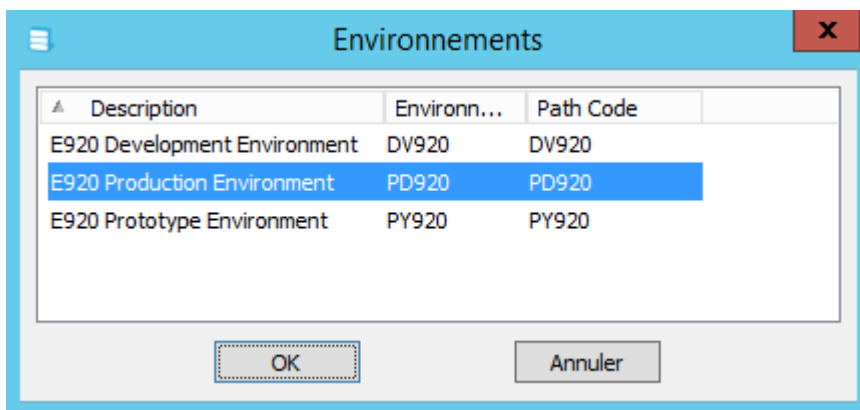 Environnements
x
Description Environn... Path Code
E920 Development Environment DV920 DV920
E920 Production Environment PD920 PD920
E920 Prototype Environment PY920 PY920
OK Annuler